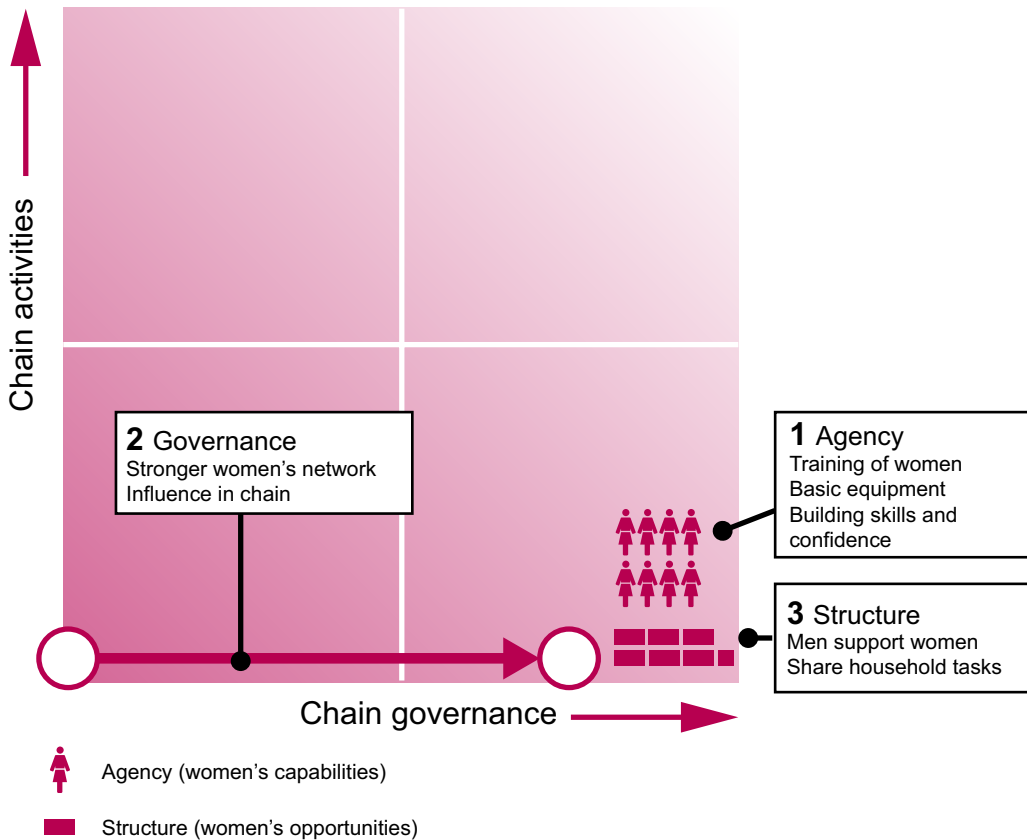 Chain activities
2 Governance
Stronger women’s network
Influence in chain
1 Agency
Training of women
Basic equipment
Building skills and
confidence
3 Structure
Men support women
Share household tasks
Chain governance
Agency (women’s capabilities)
Structure (women’s opportunities)